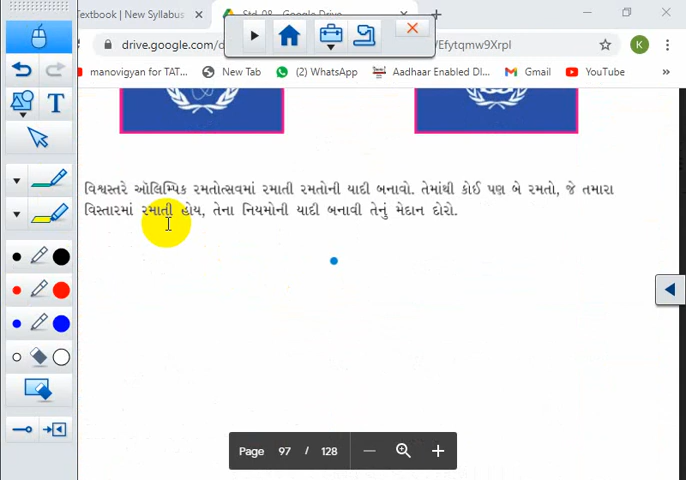 Textbook | New Syllabus
Std 08 - Google Drive
drive.google.com/
/Efytqmw9XrpI
manovigyan for TAT...
New Tab
(2) WhatsApp
Aadhaar Enabled DI...
Gmail
YouTube
K
T
વિશ્વસ્તરે ઑલિમ્પિક રમતોત્સવમાં રમાતી રમતોની યાદી બનાવો. તેમાંથી કોઈ પણ બે રમતો, જે તમારા
વિસ્તારમાં રમાતી હોય, તેના નિયમોની યાદી બનાવી તેનું મેદાન દોરો.
Page 97 / 128